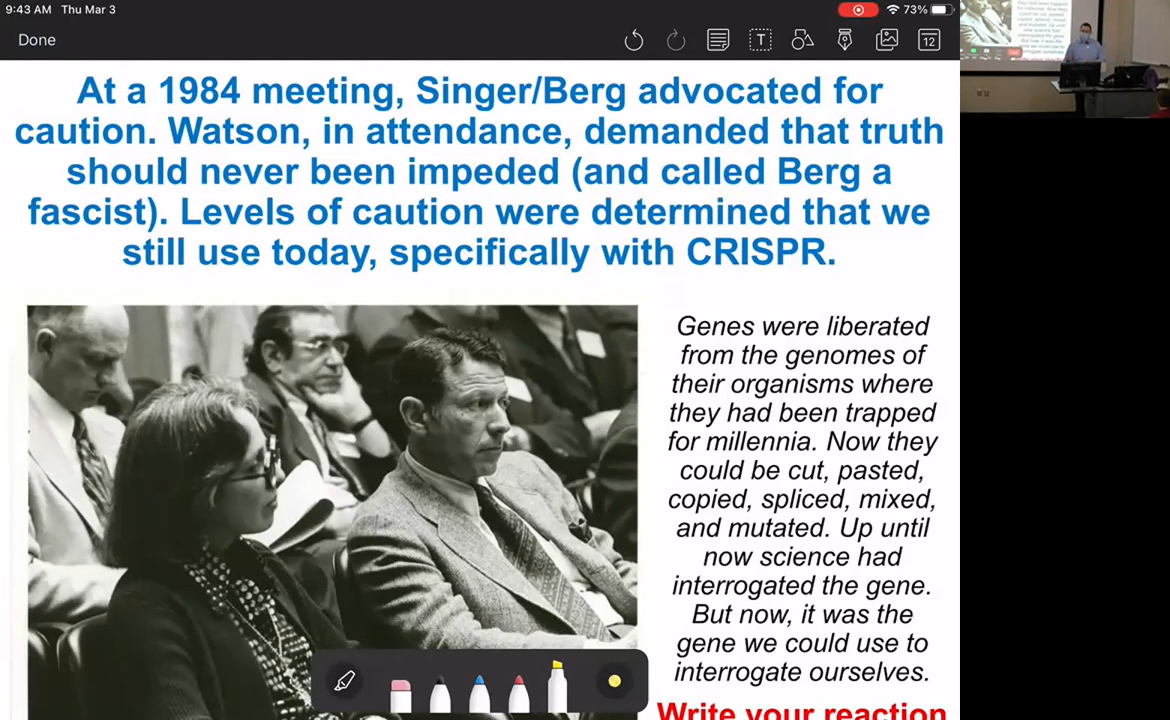 9:43 AM Thu Mar 3
73%
Done
T
12
At a 1984 meeting, Singer/Berg advocated for
caution. Watson, in attendance, demanded that truth
should never been impeded (and called Berg a
fascist). Levels of caution were determined that we
still use today, specifically with CRISPR.
Genes were liberated
from the genomes of
their organisms where
they had been trapped
for millennia. Now they
could be cut, pasted,
copied, spliced, mixed,
and mutated. Up until
now science had
interrogated the gene.
But now, it was the
gene we could use to
interrogate ourselves.
Write your reaction